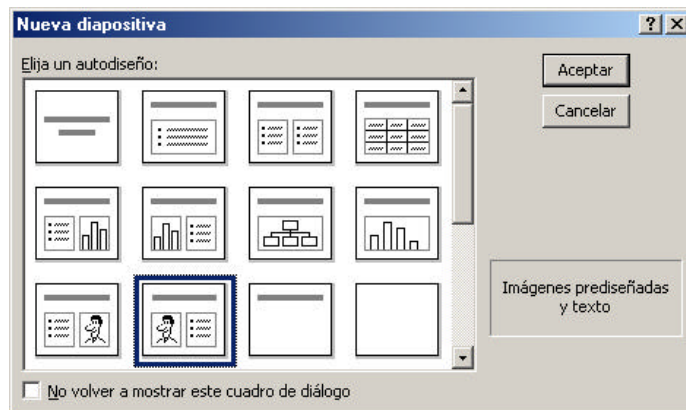 Nueva diapositiva
Elija un autodiseño:
Aceptar
Cancelar
Imágenes prediseñadas
y texto
No volver a mostrar este cuadro de diálogo